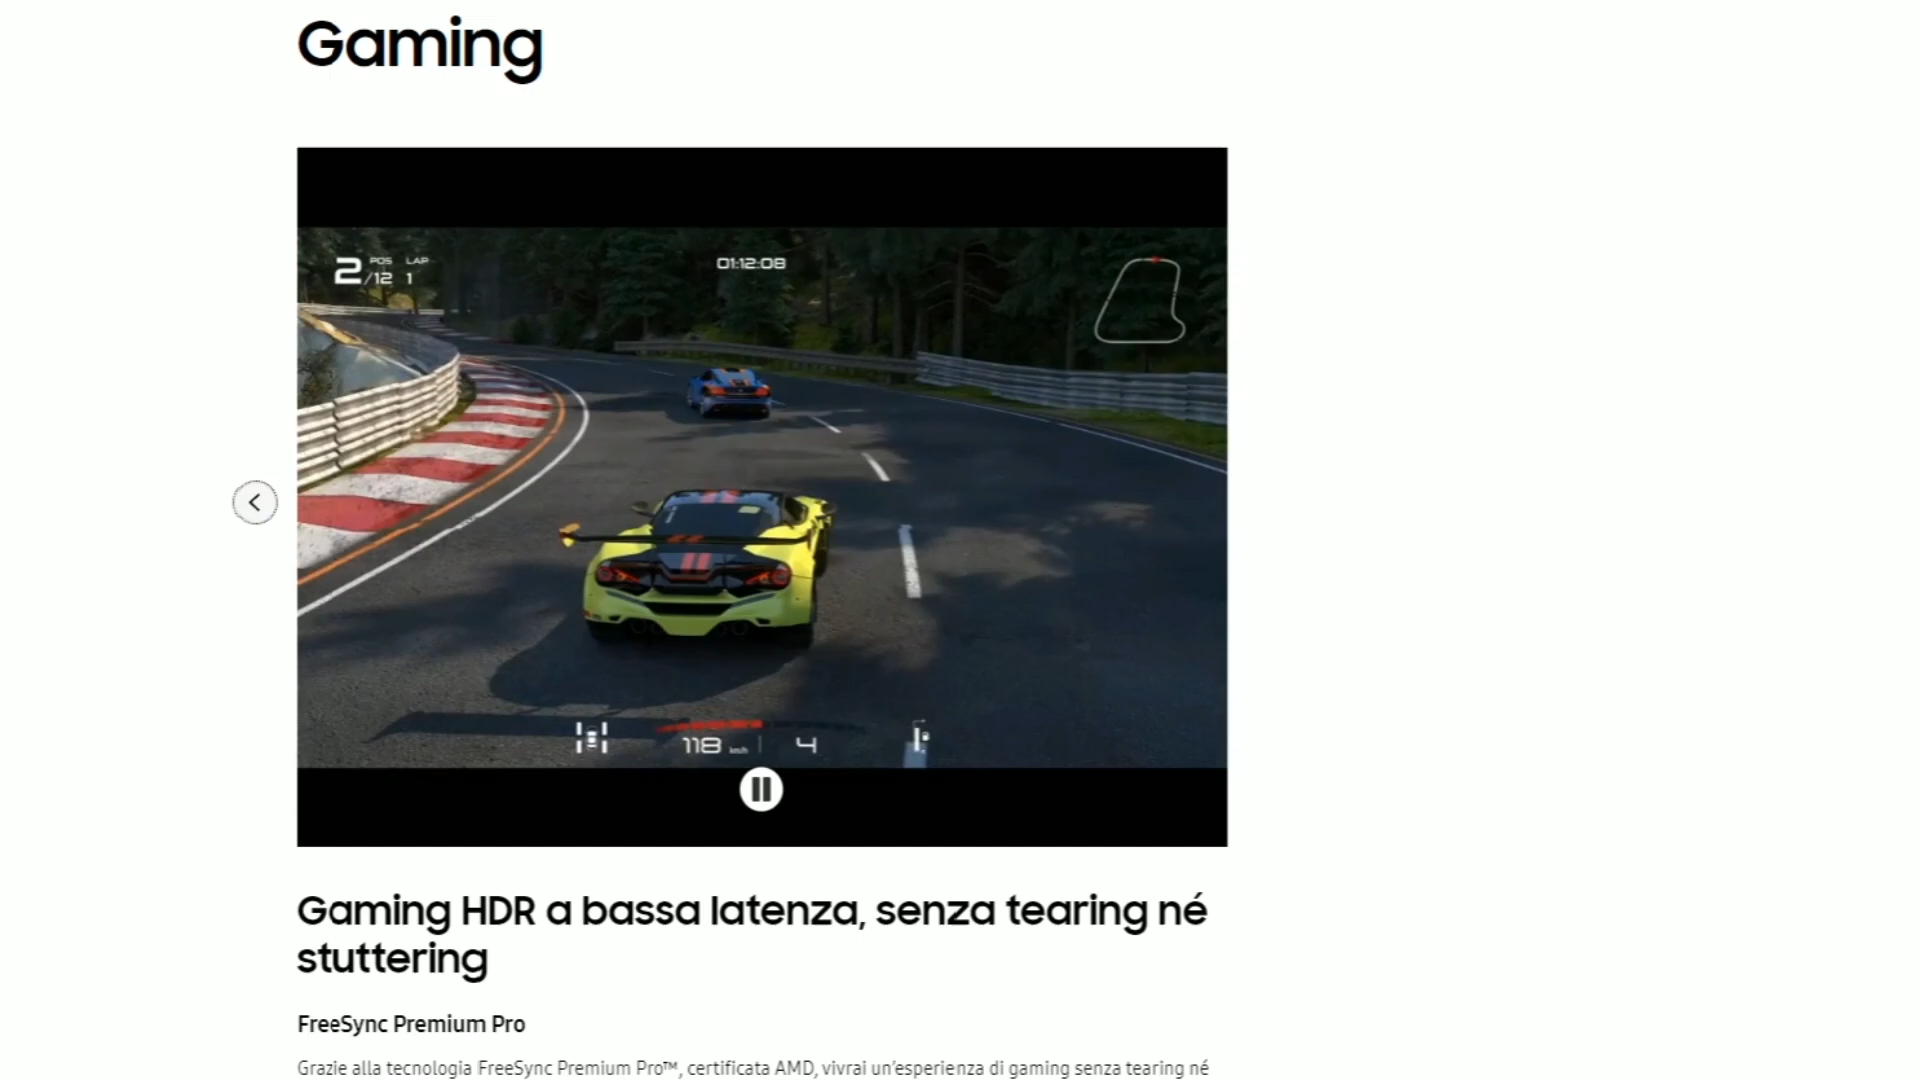 Gaming
2/12 POS LAP 1
01:12:08
118 km/h 4
Gaming HDR a bassa latenza, senza tearing né
stuttering
FreeSync Premium Pro
Grazie alla tecnologia FreeSync Premium Pro™, certificata AMD, vivrai un'esperienza di gaming senza tearing né